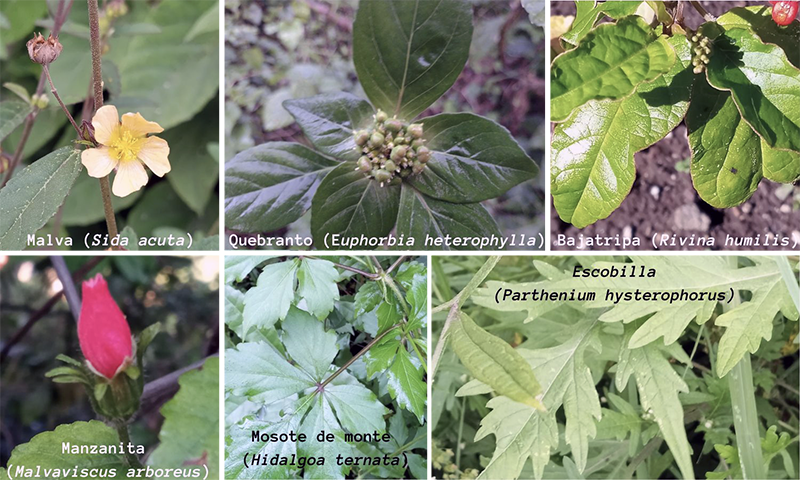 Malva (Sida acuta)
Quebranto (Euphorbia heterophylla)
Bajatripa (Rivina humilis)
Manzanita
(Malvaviscus arboreus)
Mosote de monte
(Hidalgoa ternata)
Escobilla
(Parthenium hysterophorus)